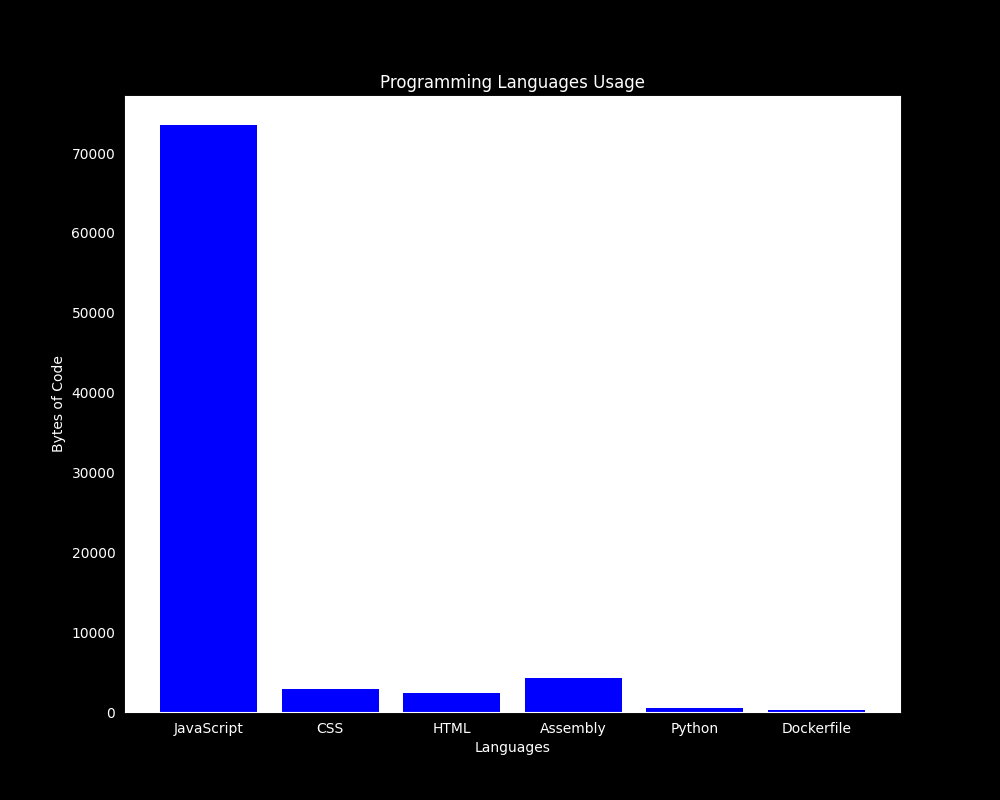 Programming Languages Usage
70000
60000
50000
40000
30000
20000
10000
0
Bytes of Code
JavaScript CSS HTML Assembly Python Dockerfile
Languages